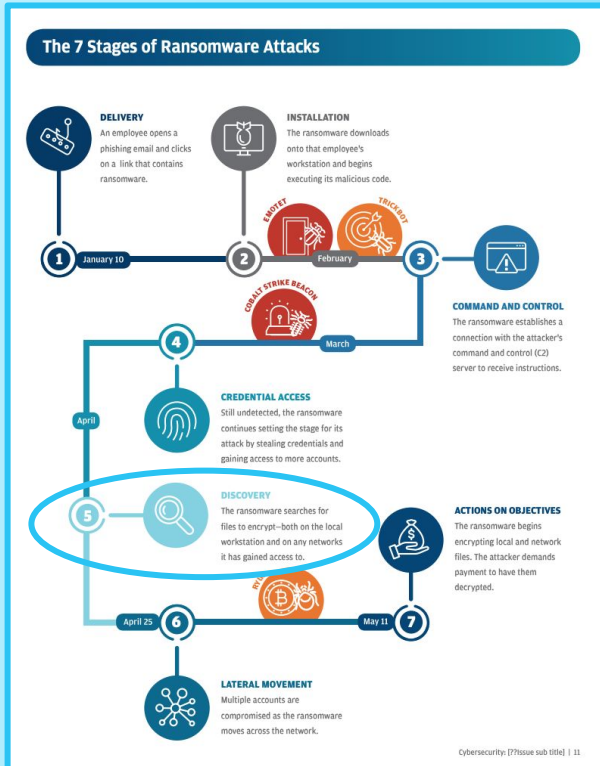 The 7 Stages of Ransomware Attacks
DELIVERY
An employee opens a
phishing email and clicks
on a link that contains
ransomware.
INSTALLATION
The ransomware downloads
onto that employee's
workstation and begins
executing its malicious code.
EMOTET
TRICKBOT
1
January 10
2
February
3
COMMAND AND CONTROL
The ransomware establishes a
connection with the attacker's
command and control (C2)
server to receive instructions.
COBALT STRIKE BEACON
4
March
CREDENTIAL ACCESS
Still undetected, the ransomware
continues setting the stage for its
attack by stealing credentials and
gaining access to more accounts.
April
5
DISCOVERY
The ransomware searches for
files to encrypt—both on the local
workstation and on any networks
it has gained access to.
ACTIONS ON OBJECTIVES
The ransomware begins
encrypting local and network
files. The attacker demands
payment to have them
decrypted.
April 25
6
May 11
7
LATERAL MOVEMENT
Multiple accounts are
compromised as the ransomware
moves across the network.
Cybersecurity: [??Issue sub title] | 11